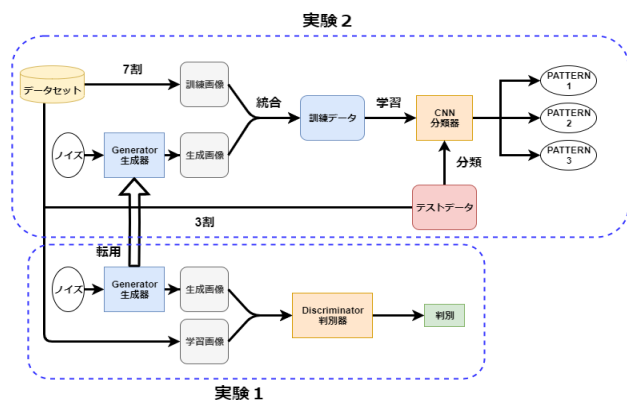 実験2
データセット
7割
訓練画像
統合
訓練データ
学習
CNN
分類器
PATTERN
1
PATTERN
2
PATTERN
3
ノイズ
Generator
生成器
生成画像
分類
テストデータ
3割
転用
ノイズ
Generator
生成器
生成画像
学習画像
Discriminator
判別器
判別
実験1